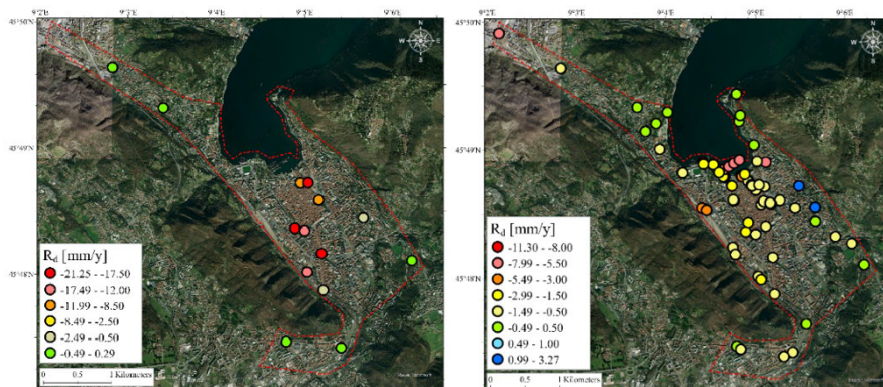 9°2'E 9°3'E 9°4'E 9°5'E 9°6'E
45°50'N
45°49'N
45°48'N
N
W E
S
R_d [mm/y]
-21.25 - -17.50
-17.49 - -12.00
-11.99 - -8.50
-8.49 - -2.50
-2.49 - -0.50
-0.49 - 0.29
0 0.5 1 Kilometers
9°2'E 9°3'E 9°4'E 9°5'E 9°6'E
45°50'N
45°49'N
45°48'N
N
W E
S
R_d [mm/y]
-11.30 - -8.00
-7.99 - -5.50
-5.49 - -3.00
-2.99 - -1.50
-1.49 - -0.50
-0.49 - 0.50
0.49 - 1.00
0.99 - 3.27
0 0.5 1 Kilometers